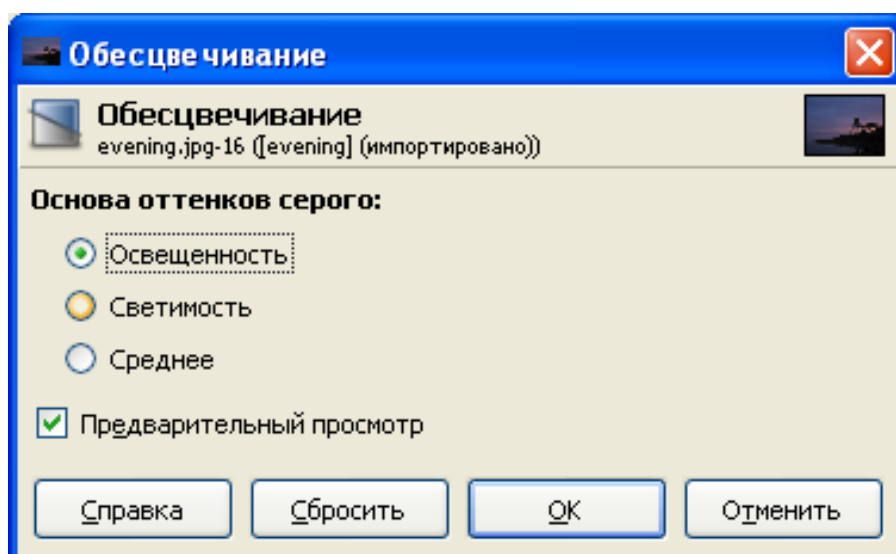 Обесцвечивание
Обесцвечивание
evening.jpg-16 ([evening] (импортировано))
Основа оттенков серого:
Освещенность
Светимость
Среднее
Предварительный просмотр
Справка Сбросить OK Отменить